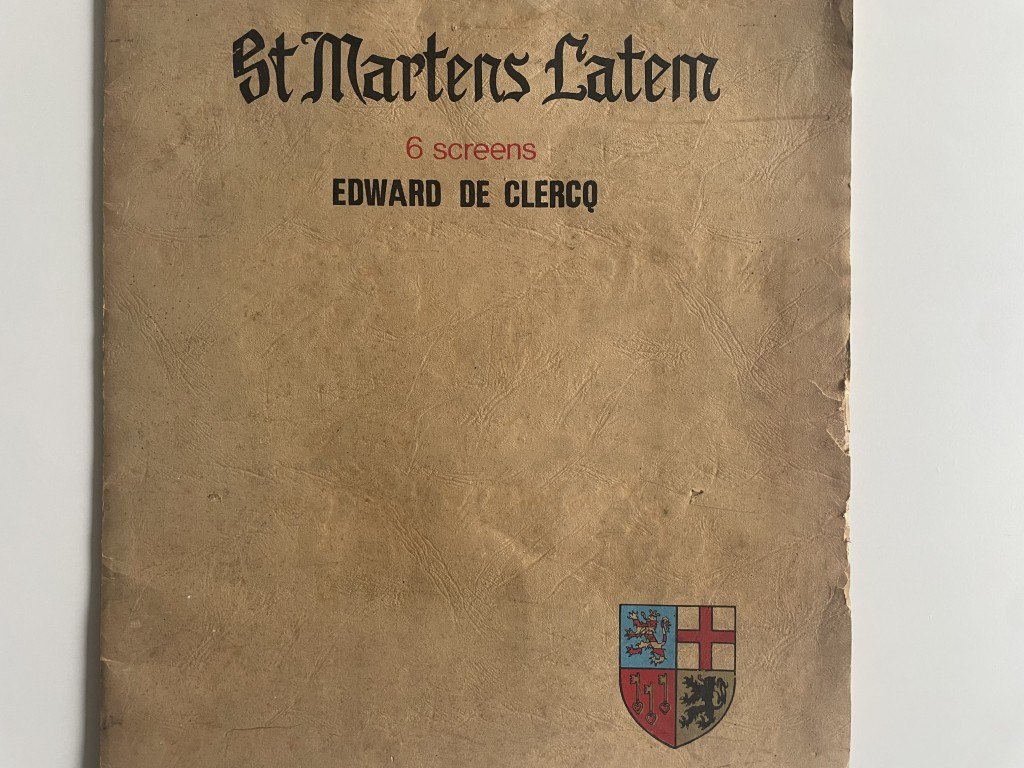 St Martens Latem
6 screens
EDWARD DE CLERCQ